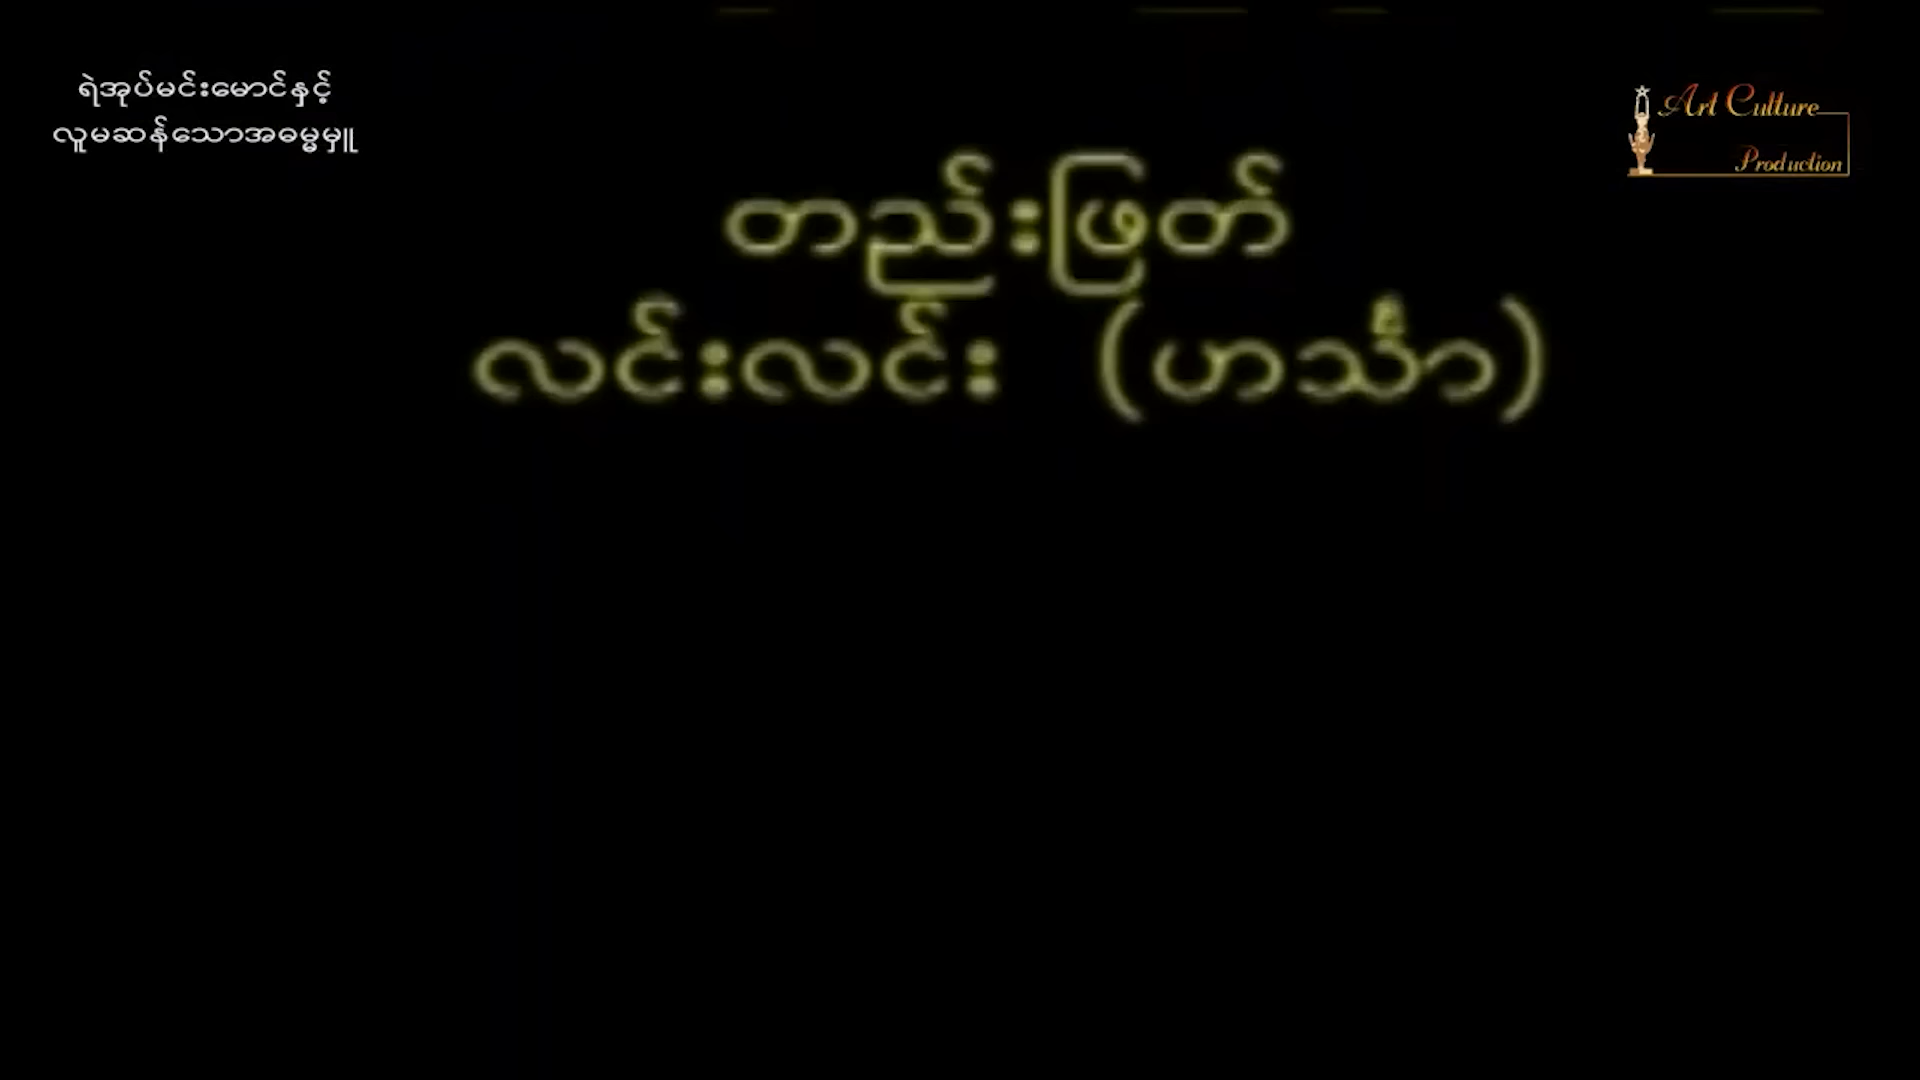 ရဲအုပ်မင်းမောင်နှင့်
လူမဆန်သောအဓမ္မမှူ
Art Culture
Production
တည်းဖြတ်
လင်းလင်း (ဟင်္သာ)